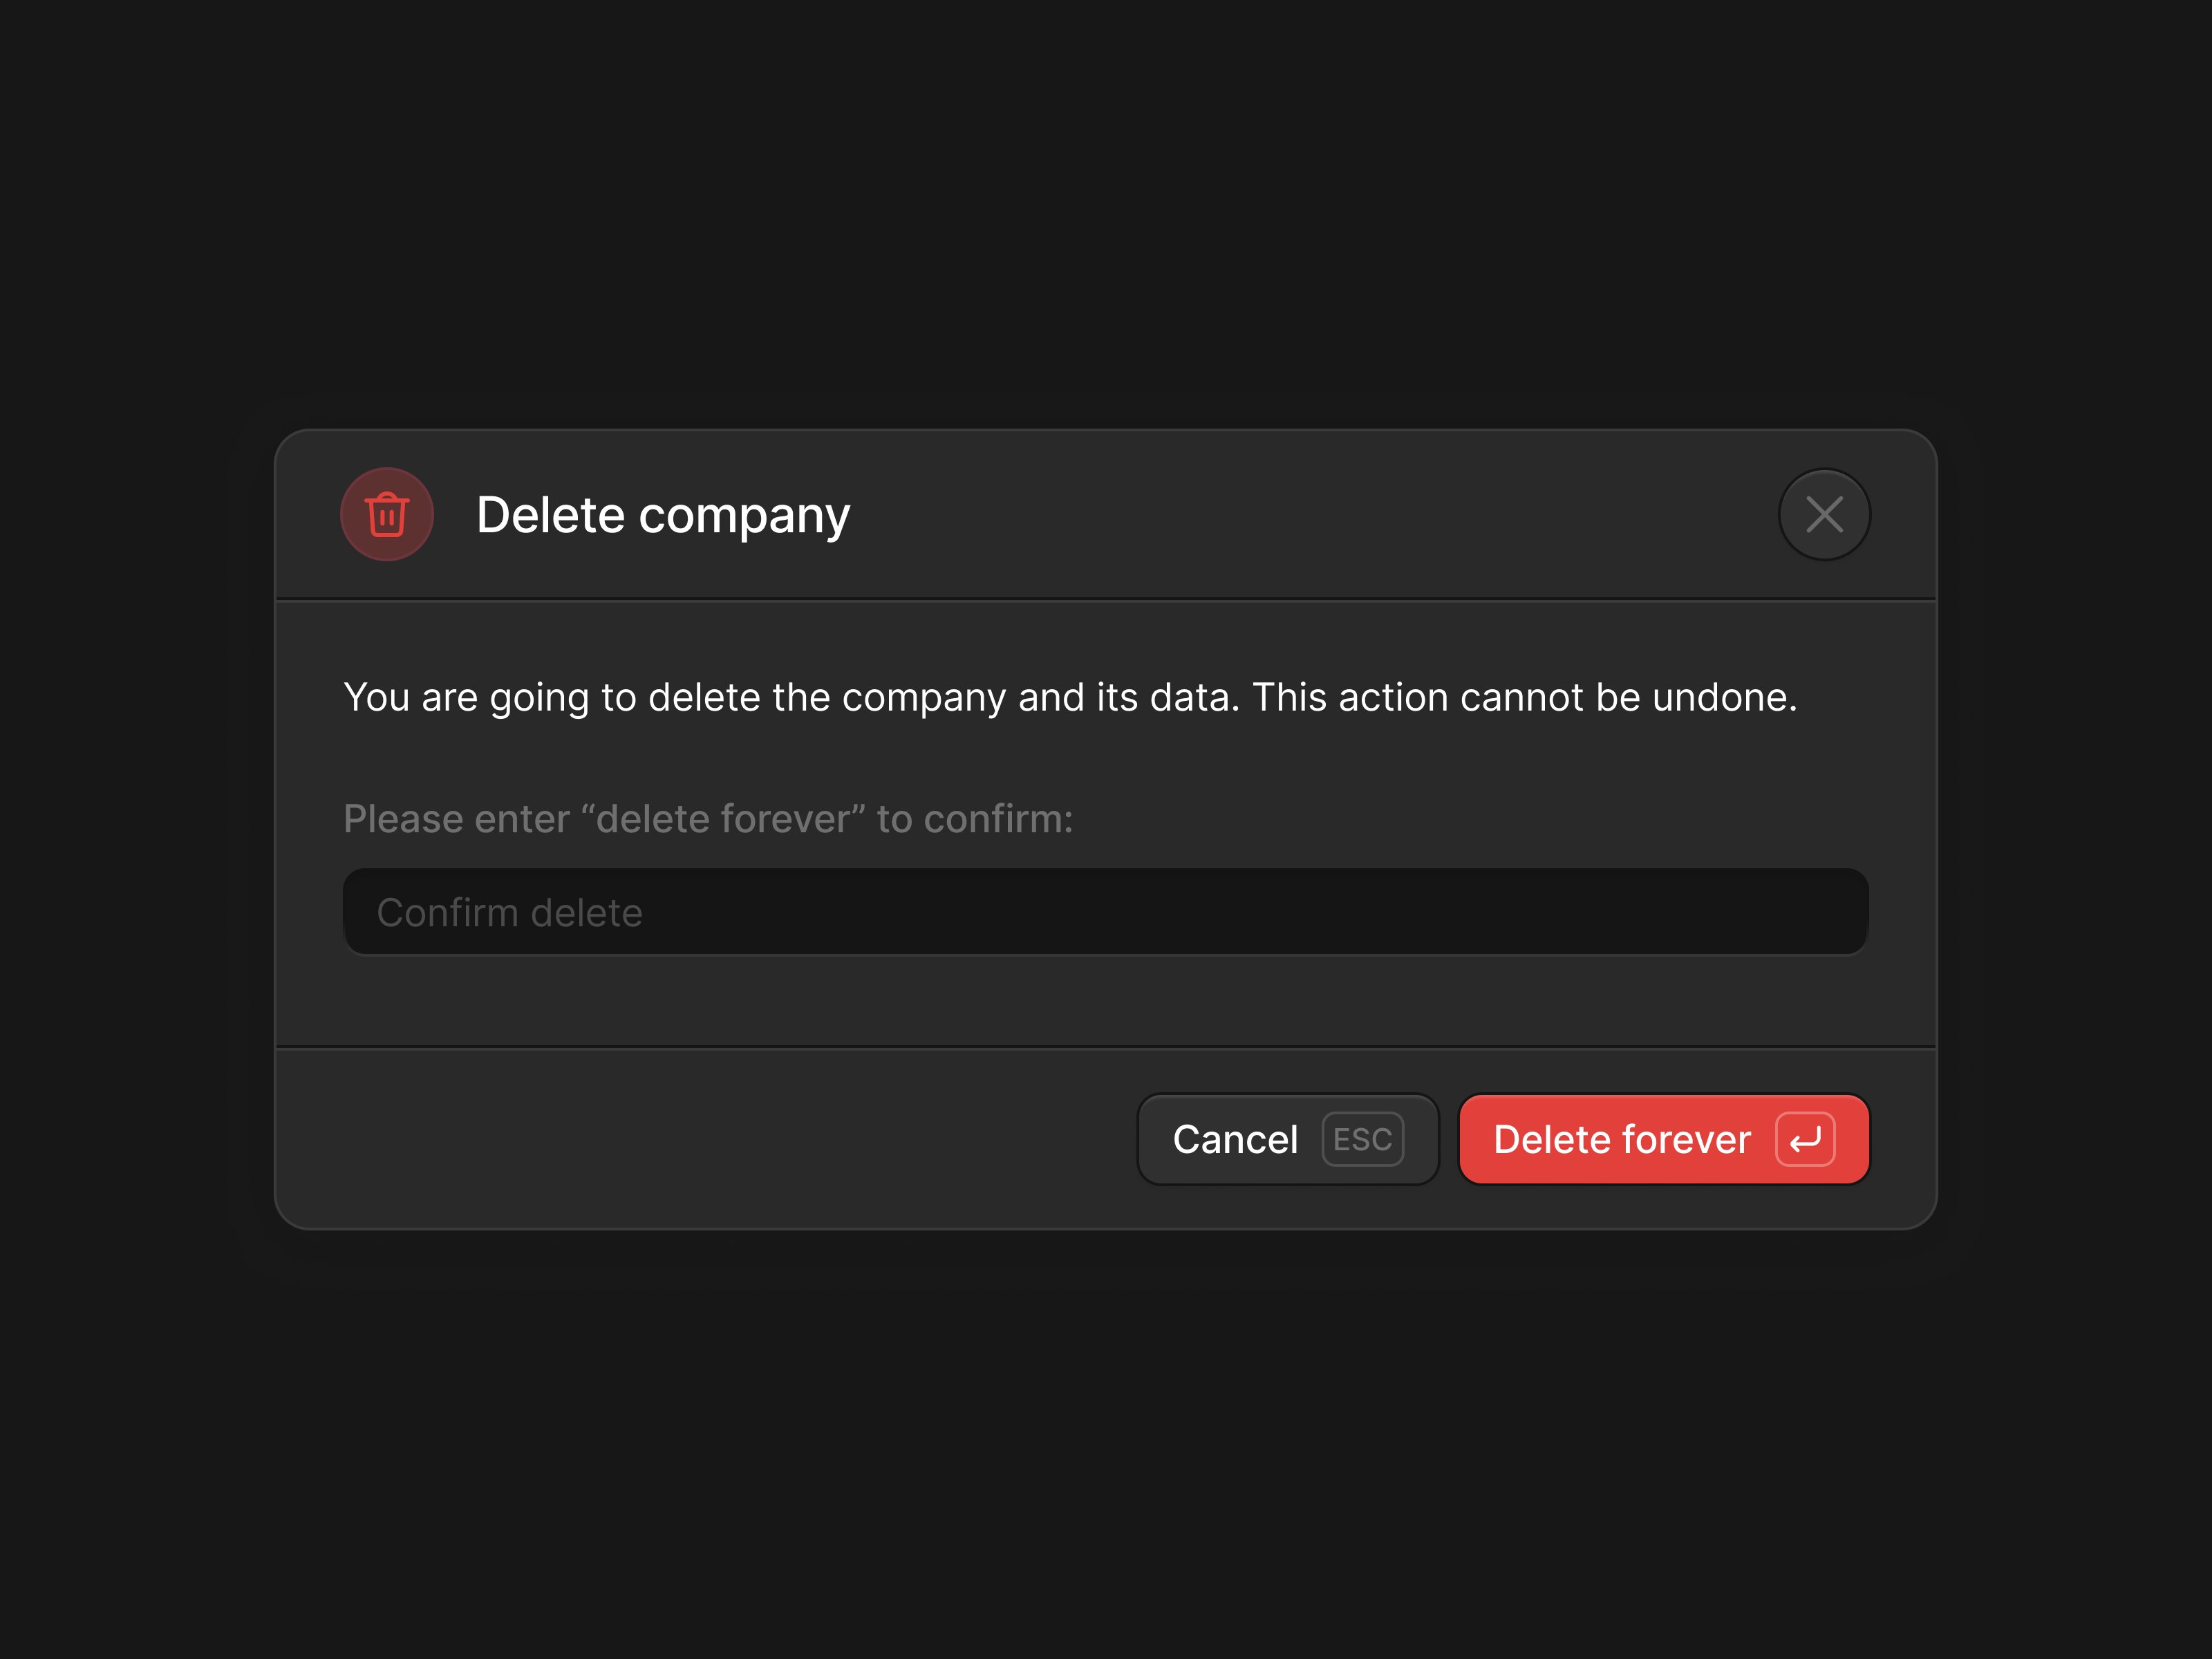 Delete company
You are going to delete the company and its data. This action cannot be undone.
Please enter “delete forever” to confirm:
Confirm delete
Cancel ESC
Delete forever